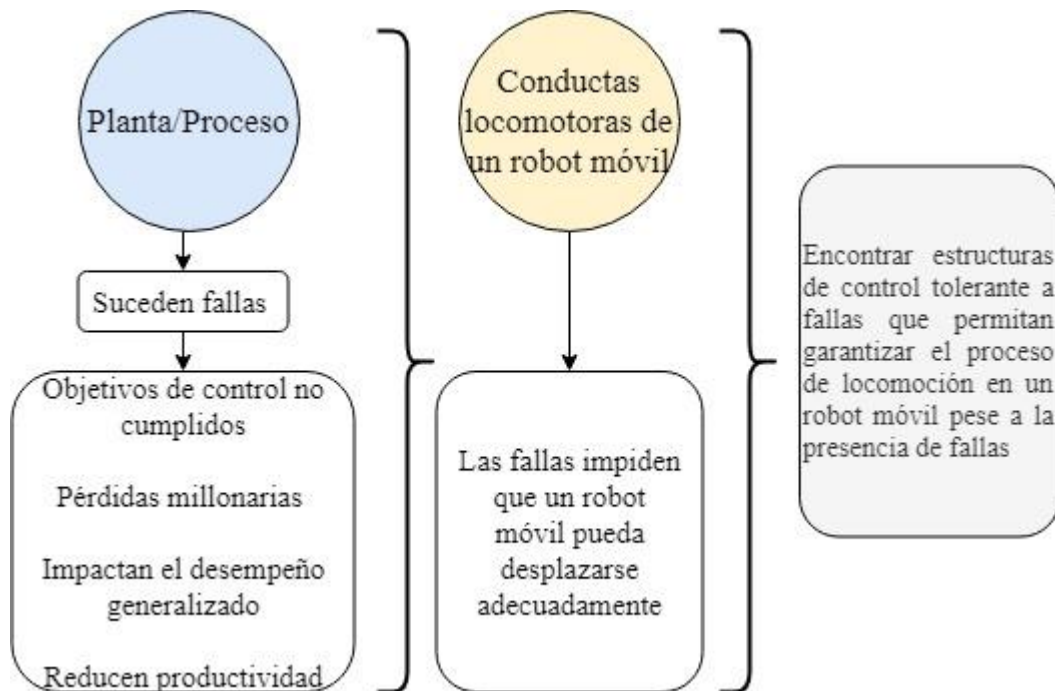 Planta/Proceso
Suceden fallas
Objetivos de control no
cumplidos
Pérdidas millonarias
Impactan el desempeño
generalizado
Reducen productividad
Conductas
locomotoras de
un robot móvil
Las fallas impiden
que un robot
móvil pueda
desplazarse
adecuadamente
Encontrar estructuras
de control tolerante a
fallas que permitan
garantizar el proceso
de locomoción en un
robot móvil pese a la
presencia de fallas